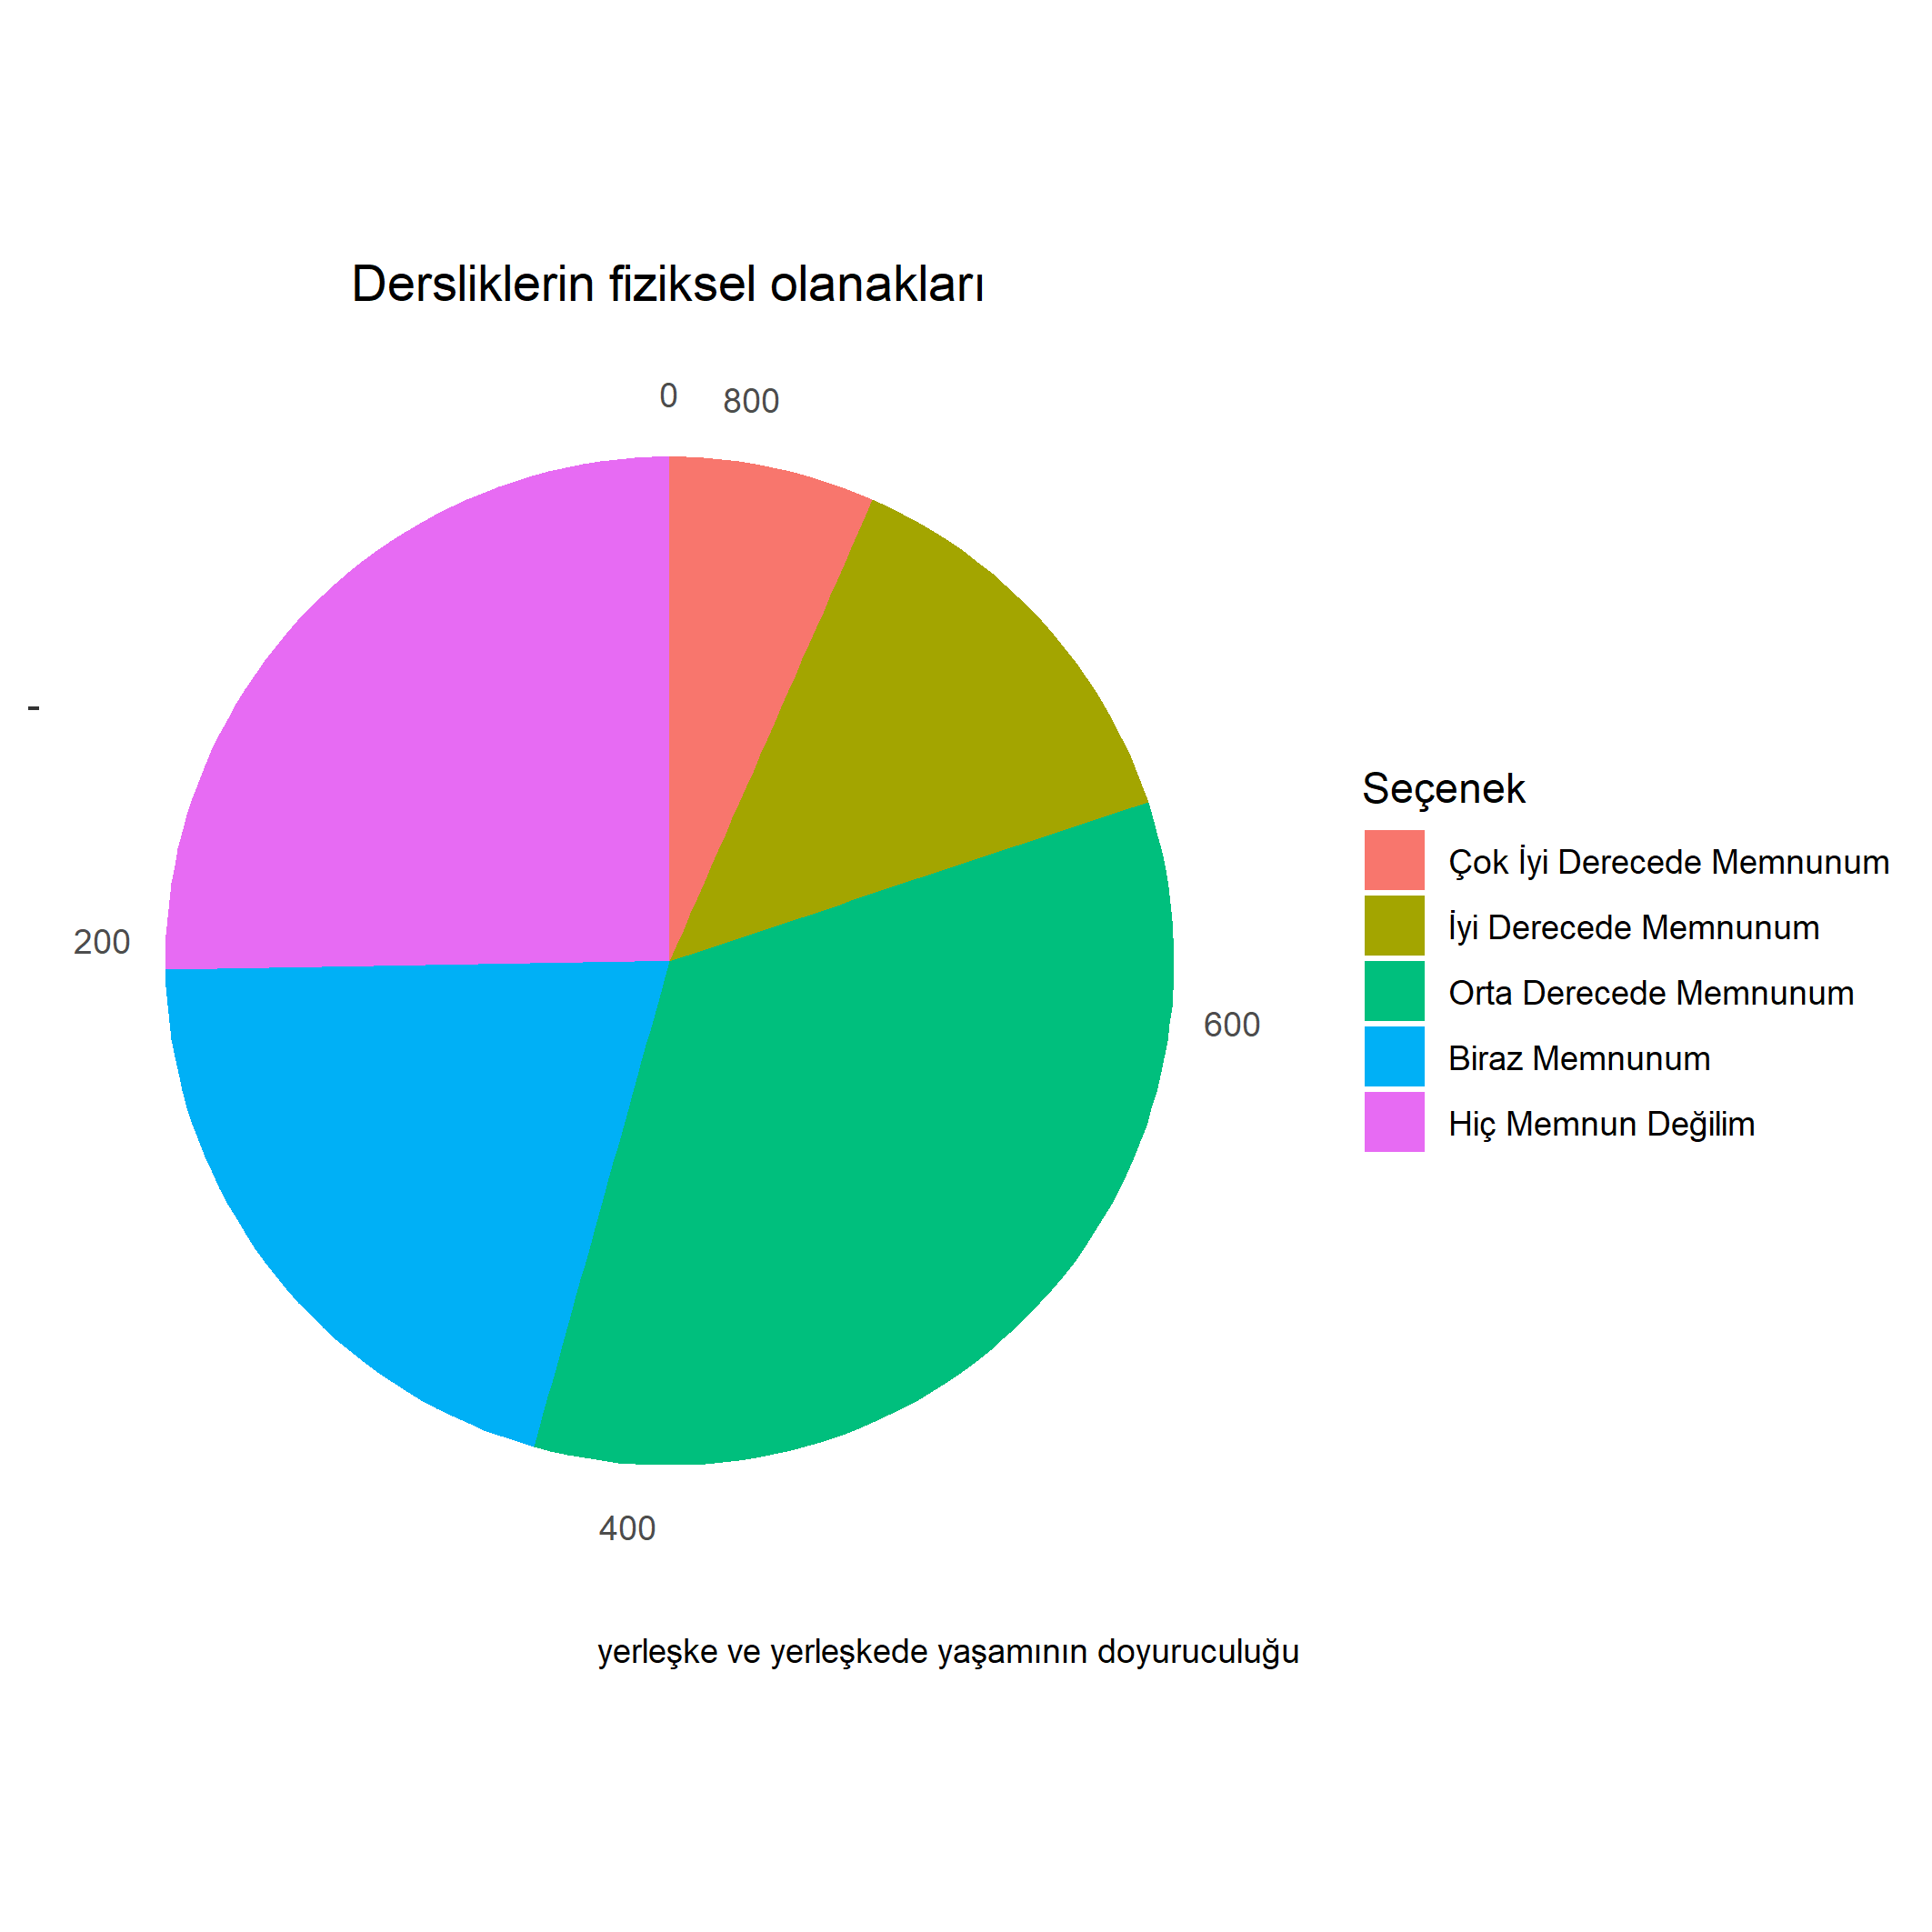 Dersliklerin fiziksel olanakları
0
800
-
200
600
400
Seçenek
Çok İyi Derecede Memnunum
İyi Derecede Memnunum
Orta Derecede Memnunum
Biraz Memnunum
Hiç Memnun Değilim
yerleşke ve yerleşkede yaşamının doyuruculuğu